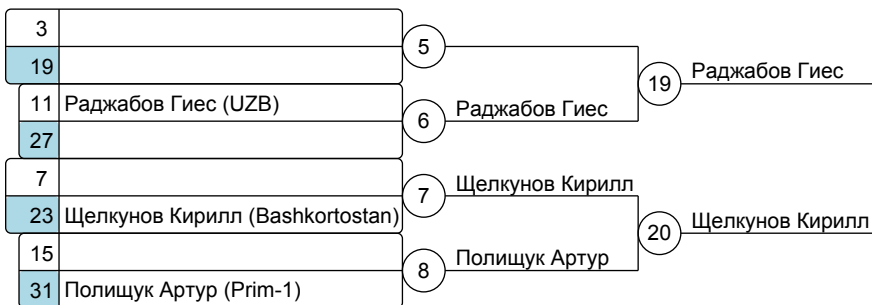 3
19
5
11 Раджабов Гиес (UZB)
27
6
Раджабов Гиес
19
Раджабов Гиес
7
23 Щелкунов Кирилл (Bashkortostan)
7
Щелкунов Кирилл
15
31 Полищук Артур (Prim-1)
8
Полищук Артур
20
Щелкунов Кирилл